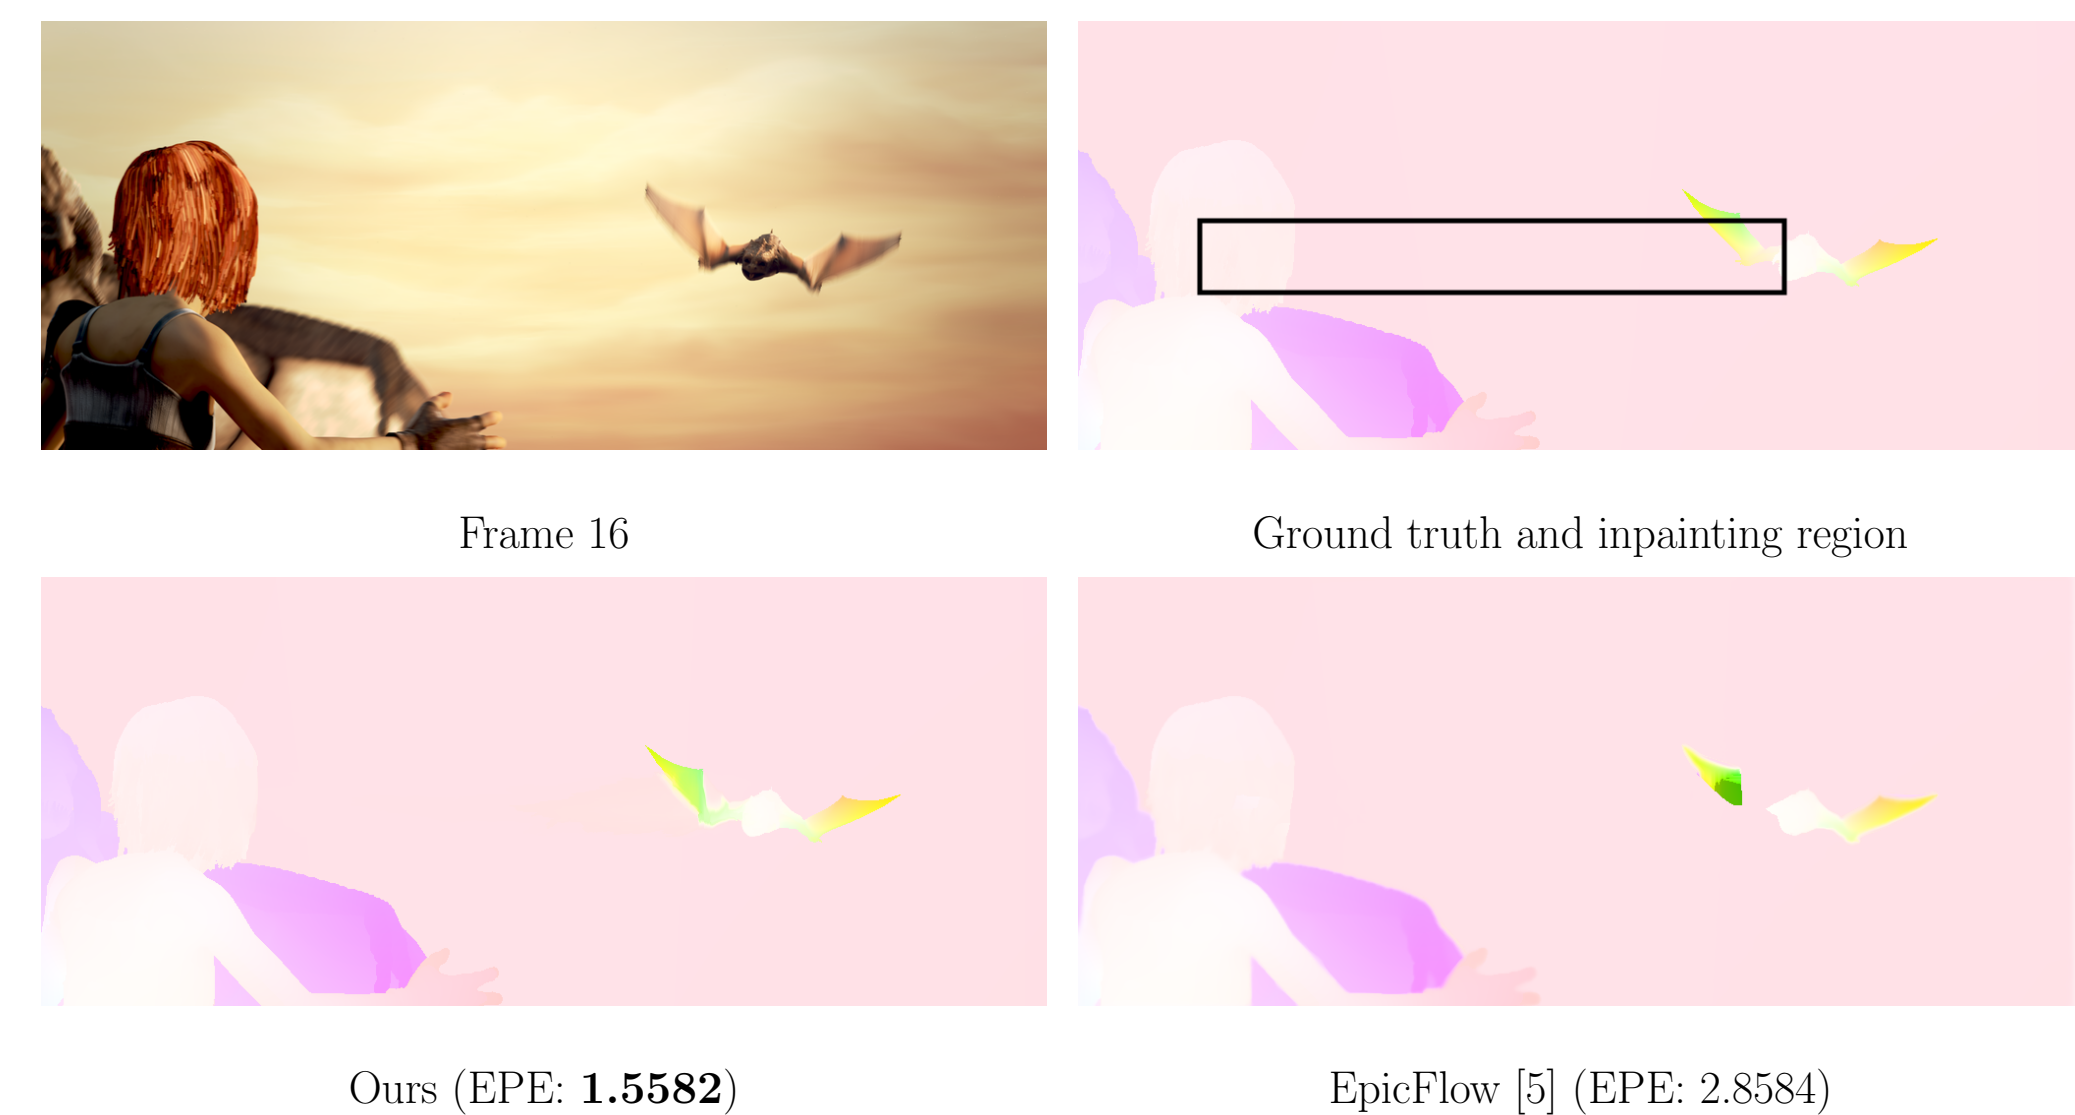 Frame 16
Ground truth and inpainting region
Ours (EPE: 1.5582)
EpicFlow [5] (EPE: 2.8584)